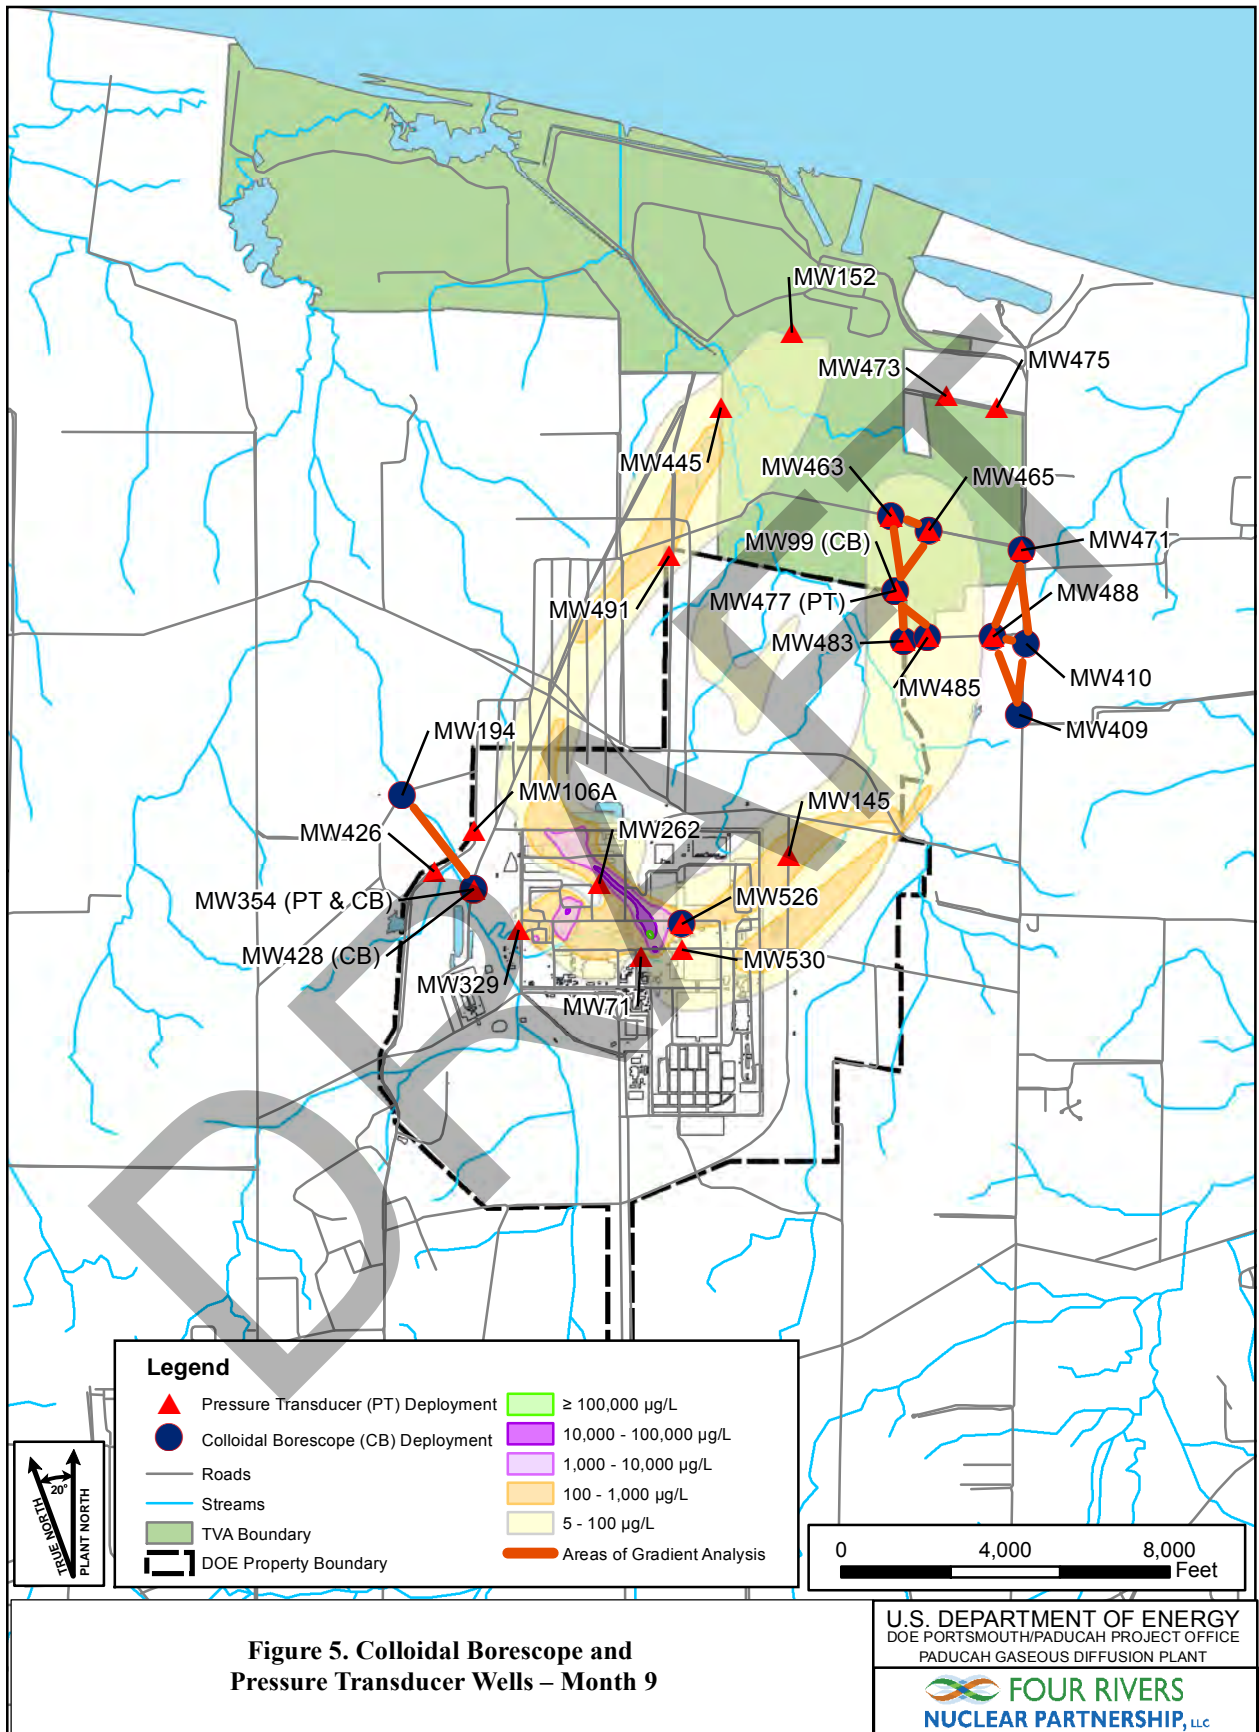 MW152
MW473
MW475
MW445
MW463
MW465
MW99 (CB)
MW471
MW477 (PT)
MW488
MW491
MW483
MW485
MW410
MW409
MW194
MW106A
MW145
MW426
MW262
MW354 (PT & CB)
MW526
MW428 (CB)
MW530
MW329
MW71
DRAFT
Legend
Pressure Transducer (PT) Deployment
Colloidal Borescope (CB) Deployment
Roads
Streams
TVA Boundary
DOE Property Boundary
≥ 100,000 µg/L
10,000 - 100,000 µg/L
1,000 - 10,000 µg/L
100 - 1,000 µg/L
5 - 100 µg/L
Areas of Gradient Analysis
20°
TRUE NORTH
PLANT NORTH
0 4,000 8,000
Feet
Figure 5. Colloidal Borescope and
Pressure Transducer Wells – Month 9
U.S. DEPARTMENT OF ENERGY
DOE PORTSMOUTH/PADUCAH PROJECT OFFICE
PADUCAH GASEOUS DIFFUSION PLANT
FOUR RIVERS
NUCLEAR PARTNERSHIP, LLC